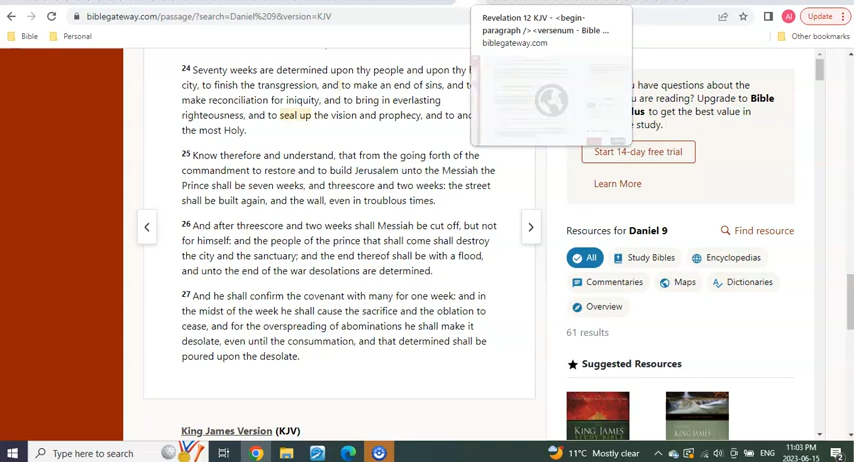 biblegateway.com/passage/?search=Daniel%209&version=KJV
AI
Update
Bible
Personal
Other bookmarks
Revelation 12 KJV - <begin-
paragraph /><versenum - Bible ...
biblegateway.com
24 Seventy weeks are determined upon thy people and upon thy
city, to finish the transgression, and to make an end of sins, and
make reconciliation for iniquity, and to bring in everlasting
righteousness, and to seal up the vision and prophecy, and to
the most Holy.
25 Know therefore and understand, that from the going forth of the
commandment to restore and to build Jerusalem unto the Messiah the
Prince shall be seven weeks, and threescore and two weeks: the street
shall be built again, and the wall, even in troublous times.
26 And after threescore and two weeks shall Messiah be cut off, but not
for himself: and the people of the prince that shall come shall destroy
the city and the sanctuary; and the end thereof shall be with a flood,
and unto the end of the war desolations are determined.
27 And he shall confirm the covenant with many for one week: and in
the midst of the week he shall cause the sacrifice and the oblation to
cease, and for the overspreading of abominations he shall make it
desolate, even until the consummation, and that determined shall be
poured upon the desolate.
King James Version (KJV)
have questions about the
are reading? Upgrade to Bible
lus to get the best value in
study.
Start 14-day free trial
Learn More
Resources for Daniel 9
Find resource
All
Study Bibles
Encyclopedias
Commentaries
Maps
Dictionaries
Overview
61 results
Suggested Resources
KING JAMES
KING JAMES
Type here to search
11°C Mostly clear
ENG
11:03 PM
2023-06-15
2